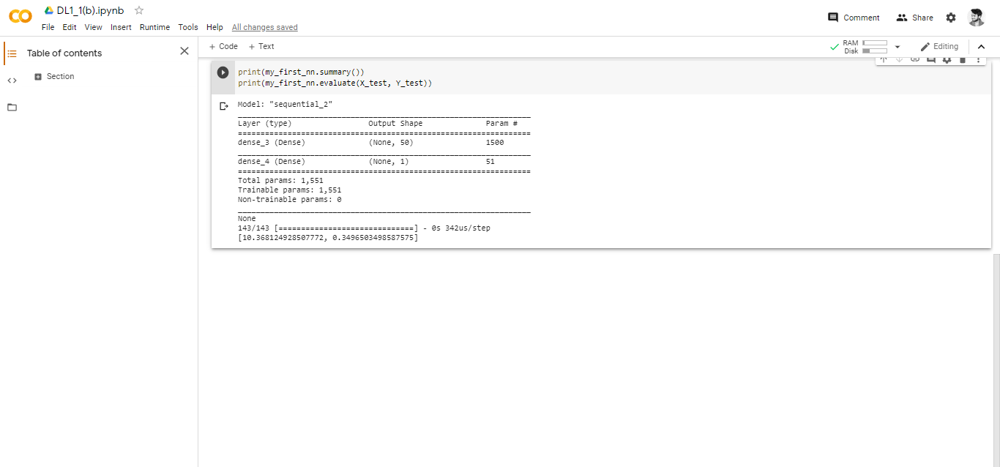 CO DL1_1(b).ipynb
File Edit View Insert Runtime Tools Help All changes saved
Comment Share
Table of contents
Section
+ Code + Text
RAM
Disk
Editing
print(my_first_nn.summary())
print(my_first_nn.evaluate(X_test, Y_test))
Model: "sequential_2"
_________________________________________________________________
Layer (type) Output Shape Param #
=================================================================
dense_3 (Dense) (None, 50) 1500
_________________________________________________________________
dense_4 (Dense) (None, 1) 51
=================================================================
Total params: 1,551
Trainable params: 1,551
Non-trainable params: 0
_________________________________________________________________
None
143/143 [==============================] - 0s 342us/step
[10.368124928507772, 0.3496503498587575]